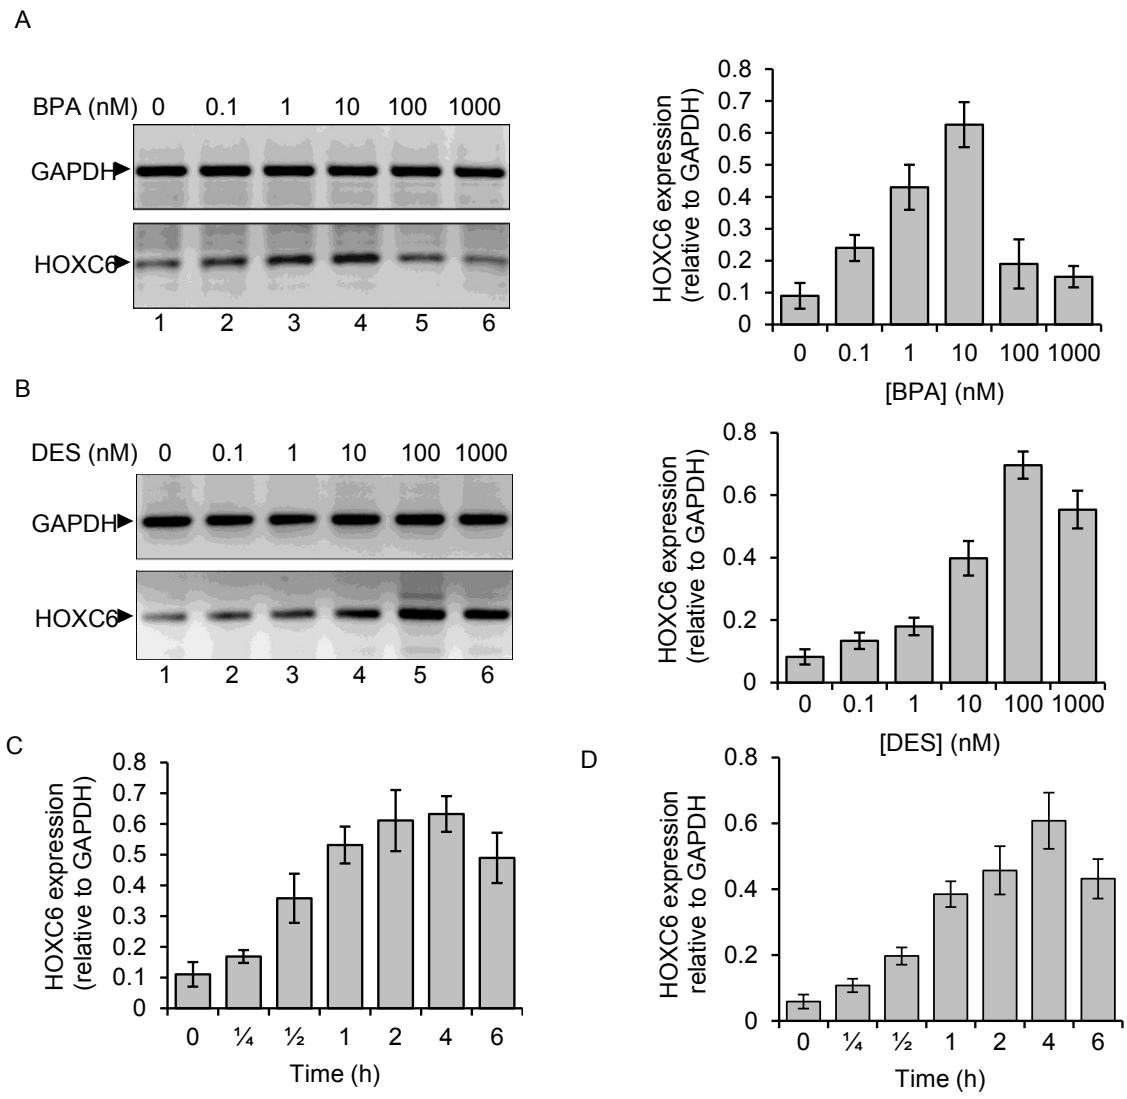 A
BPA (nM) 0 0.1 1 10 100 1000
GAPDH
HOXC6
1 2 3 4 5 6
HOXC6 expression
(relative to GAPDH)
0.8
0.7
0.6
0.5
0.4
0.3
0.2
0.1
0
0 0.1 1 10 100 1000
[BPA] (nM)
B
DES (nM) 0 0.1 1 10 100 1000
GAPDH
HOXC6
1 2 3 4 5 6
HOXC6 expression
(relative to GAPDH)
0.8
0.6
0.4
0.2
0
0 0.1 1 10 100 1000
[DES] (nM)
C
HOXC6 expression
(relative to GAPDH)
0.8
0.7
0.6
0.5
0.4
0.3
0.2
0.1
0
0 ¼ ½ 1 2 4 6
Time (h)
D
HOXC6 expression
relative to GAPDH
0.8
0.6
0.4
0.2
0
0 ¼ ½ 1 2 4 6
Time (h)